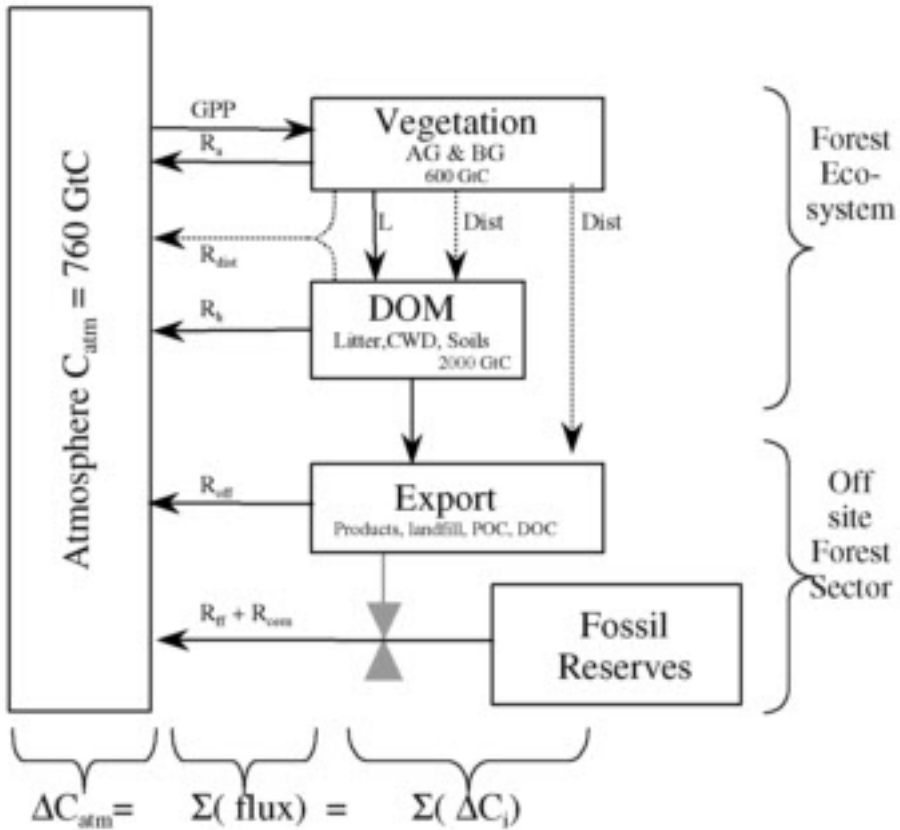 Atmosphere C_atm = 760 GtC
GPP
R_a
R_dist
R_h
R_off
R_ff + R_cem
Vegetation
AG & BG
600 GtC
L
Dist
Dist
DOM
Litter,CWD, Soils
2000 GtC
Export
Products, landfill, POC, DOC
Fossil
Reserves
Forest
Eco-
system
Off
site
Forest
Sector
ΔC_atm= Σ( flux) = Σ( ΔC_i)